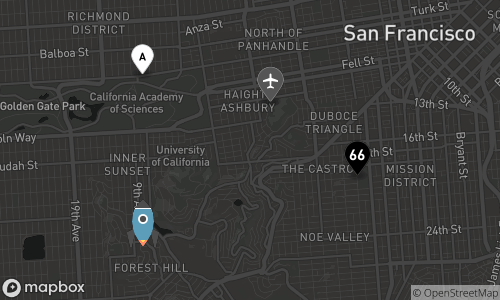 RICHMOND
DISTRICT
Anza St
Turk St
Balboa St
NORTH OF
PANHANDLE
San Francisco
A
Fell St
10th St
California Academy
of Sciences
HAIGHT
ASHBURY
Golden Gate Park
13th St
DUBOCE
TRIANGLE
16th St
Bryant St
University
of California
66
INNER
SUNSET
THE CASTRO
MISSION
DISTRICT
19th Ave
NOE VALLEY
24th St
FOREST HILL
mapbox
© OpenStreetMap